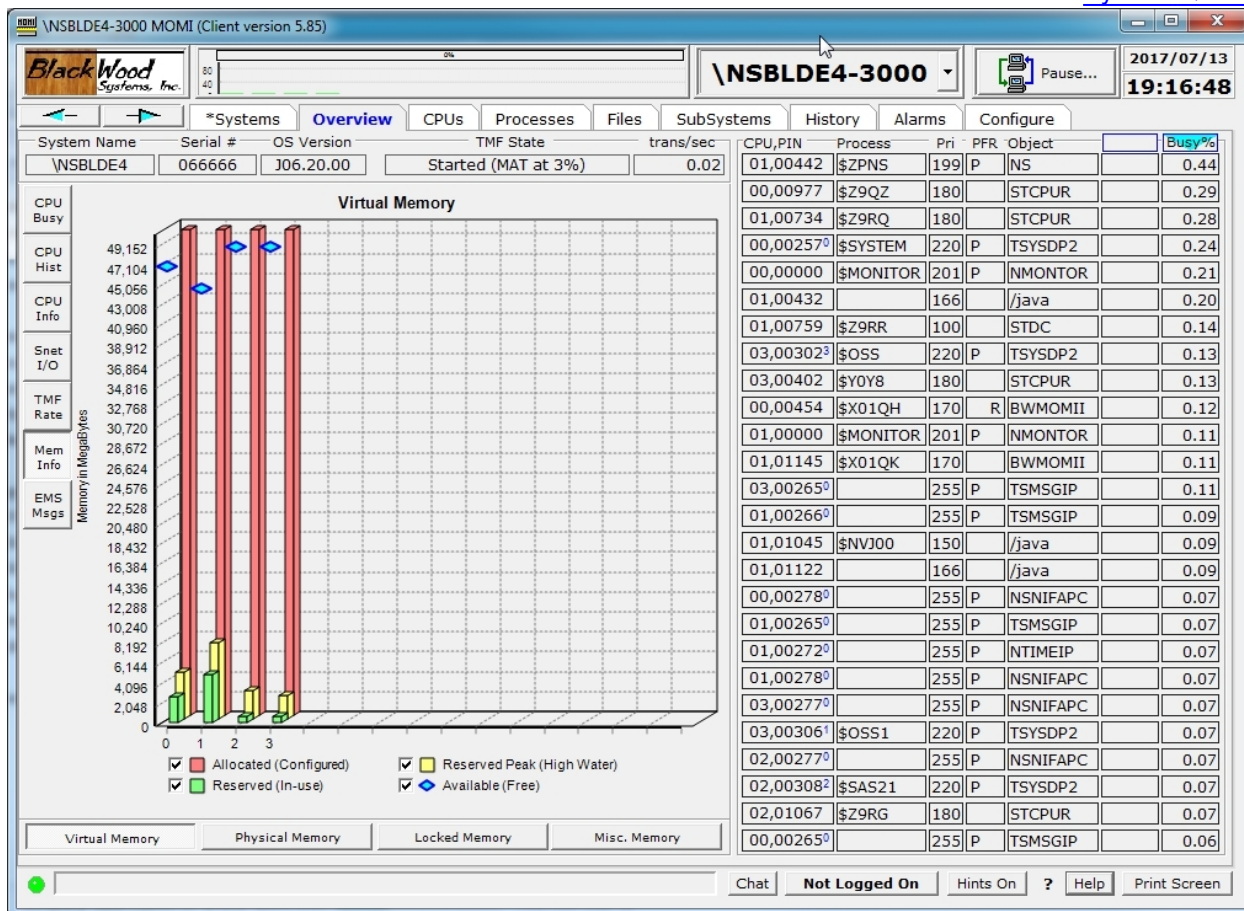 \NSBLDE4-3000 MOMI (Client version 5.85)
BlackWood
Systems, Inc.
80
40
0%
\NSBLDE4-3000
Pause...
2017/07/13
19:16:48
*Systems Overview CPUs Processes Files SubSystems History Alarms Configure
System Name Serial # OS Version TMF State trans/sec
\NSBLDE4 066666 J06.20.00 Started (MAT at 3%) 0.02
CPU Busy
CPU Hist
CPU Info
Snet I/O
TMF Rate
Mem Info
EMS Msgs
Virtual Memory
Memory in MegaBytes
49,152
47,104
45,056
43,008
40,960
38,912
36,864
34,816
32,768
30,720
28,672
26,624
24,576
22,528
20,480
18,432
16,384
14,336
12,288
10,240
8,192
6,144
4,096
2,048
0
0 1 2 3
Allocated (Configured) Reserved Peak (High Water)
Reserved (In-use) Available (Free)
Virtual Memory Physical Memory Locked Memory Misc. Memory
CPU,PIN Process Pri PFR Object Busy%
01,00442 $ZPNS 199 P NS 0.44
00,00977 $Z9QZ 180 STCPUR 0.29
01,00734 $Z9RQ 180 STCPUR 0.28
00,00257⁰ $SYSTEM 220 P TSYSDP2 0.24
00,00000 $MONITOR 201 P NMONTOR 0.21
01,00432 166 /java 0.20
01,00759 $Z9RR 100 STDC 0.14
03,00302³ $OSS 220 P TSYSDP2 0.13
03,00402 $Y0Y8 180 STCPUR 0.13
00,00454 $X01QH 170 R BWMOMII 0.12
01,00000 $MONITOR 201 P NMONTOR 0.11
01,01145 $X01QK 170 BWMOMII 0.11
03,00265⁰ 255 P TSMSGIP 0.11
01,00266⁰ 255 P TSMSGIP 0.09
01,01045 $NVJ00 150 /java 0.09
01,01122 166 /java 0.09
00,00278⁰ 255 P NSNIFAPC 0.07
01,00265⁰ 255 P TSMSGIP 0.07
01,00272⁰ 255 P NTIMEIP 0.07
01,00278⁰ 255 P NSNIFAPC 0.07
03,00277⁰ 255 P NSNIFAPC 0.07
03,00306¹ $OSS1 220 P TSYSDP2 0.07
02,00277⁰ 255 P NSNIFAPC 0.07
02,00308² $SAS21 220 P TSYSDP2 0.07
02,01067 $Z9RG 180 STCPUR 0.07
00,00265⁰ 255 P TSMSGIP 0.06
Chat Not Logged On Hints On ? Help Print Screen